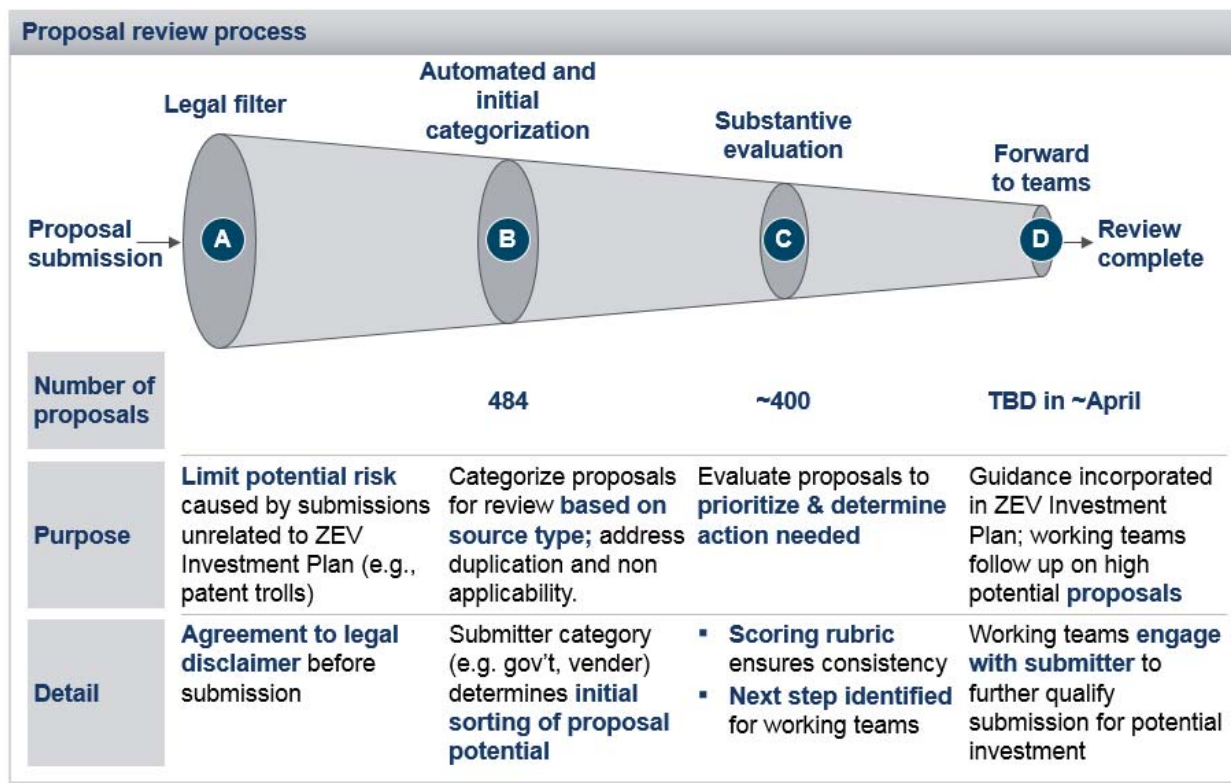 Proposal review process
Legal filter
Automated and
initial
categorization
Substantive
evaluation
Forward
to teams
Proposal
submission
A
B
C
D
Review
complete
Number of
proposals
484
~400
TBD in ~April
Purpose
Limit potential risk
caused by submissions
unrelated to ZEV
Investment Plan (e.g.,
patent trolls)
Categorize proposals
for review based on
source type; address
duplication and non
applicability.
Evaluate proposals to
prioritize & determine
action needed
Guidance incorporated
in ZEV Investment
Plan; working teams
follow up on high
potential proposals
Detail
Agreement to legal
disclaimer before
submission
Submitter category
(e.g. gov't, vender)
determines initial
sorting of proposal
potential
▪ Scoring rubric
ensures consistency
▪ Next step identified
for working teams
Working teams engage
with submitter to
further qualify
submission for potential
investment